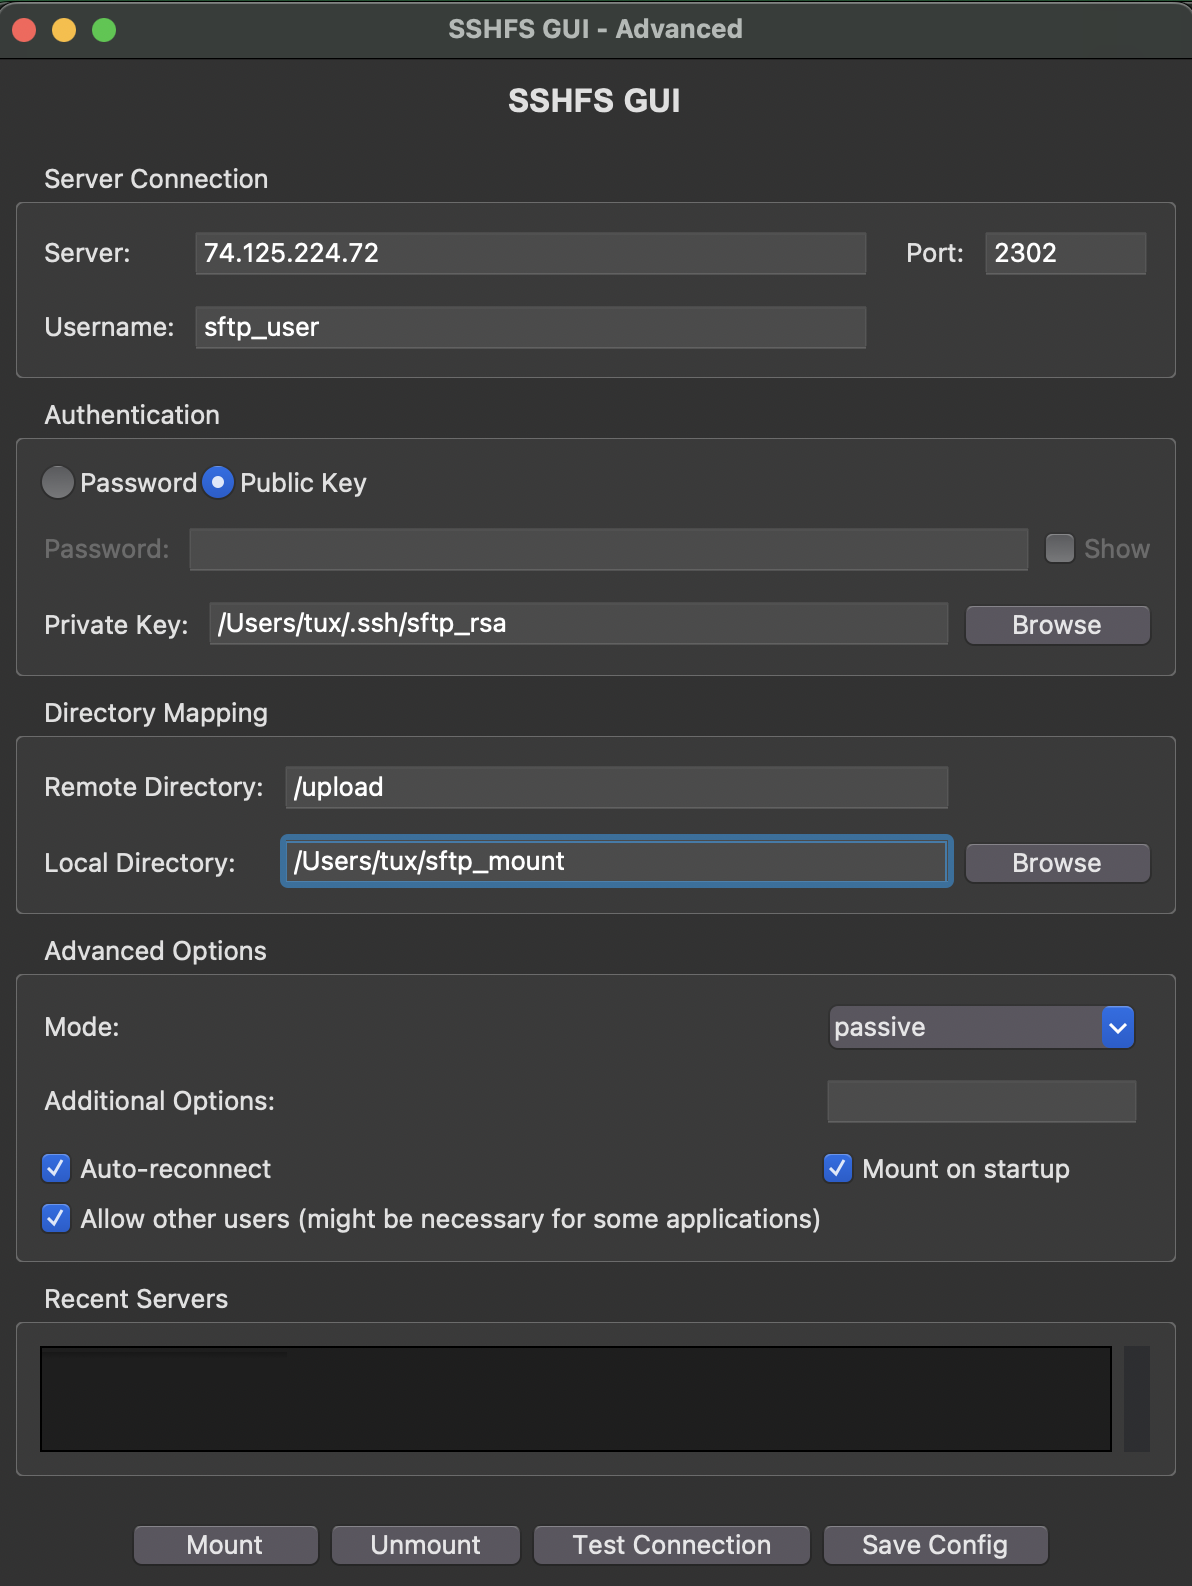 SSHFS GUI - Advanced
SSHFS GUI
Server Connection
Server: 74.125.224.72 Port: 2302
Username: sftp_user
Authentication
Password Public Key
Password: Show
Private Key: /Users/tux/.ssh/sftp_rsa Browse
Directory Mapping
Remote Directory: /upload
Local Directory: /Users/tux/sftp_mount Browse
Advanced Options
Mode: passive
Additional Options:
Auto-reconnect Mount on startup
Allow other users (might be necessary for some applications)
Recent Servers
Mount Unmount Test Connection Save Config